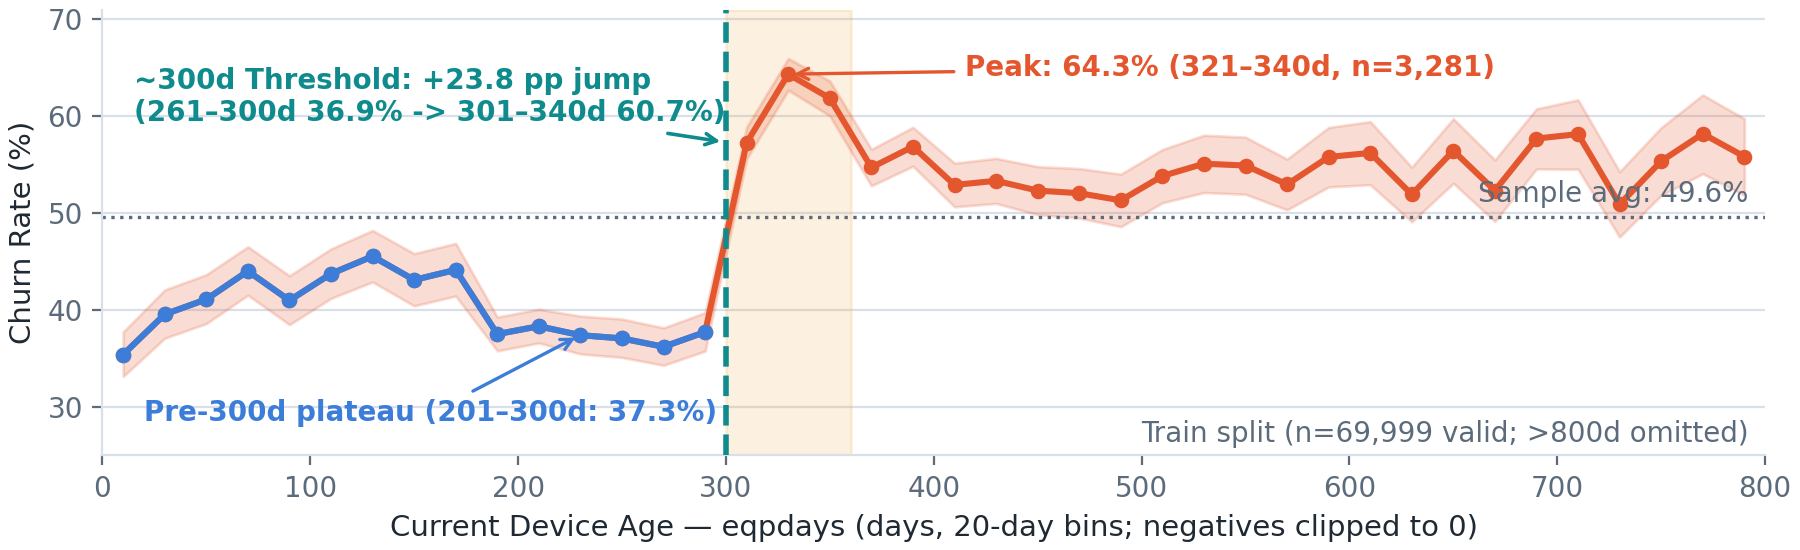 70
60
50
40
30
Churn Rate (%)
~300d Threshold: +23.8 pp jump
(261–300d 36.9% -> 301–340d 60.7%)
Peak: 64.3% (321–340d, n=3,281)
Sample avg: 49.6%
Pre-300d plateau (201–300d: 37.3%)
Train split (n=69,999 valid; >800d omitted)
0 100 200 300 400 500 600 700 800
Current Device Age — eqpdays (days, 20-day bins; negatives clipped to 0)